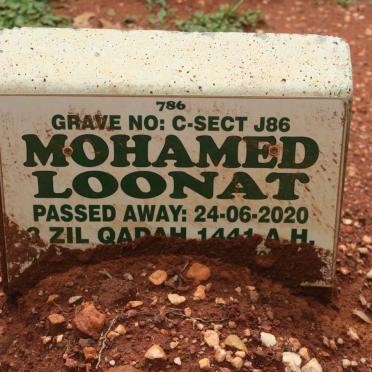 786
GRAVE NO: C-SECT J86
MOHAMED
LOONAT
PASSED AWAY: 24-06-2020
3 ZIL QADAH 1441 A.H.